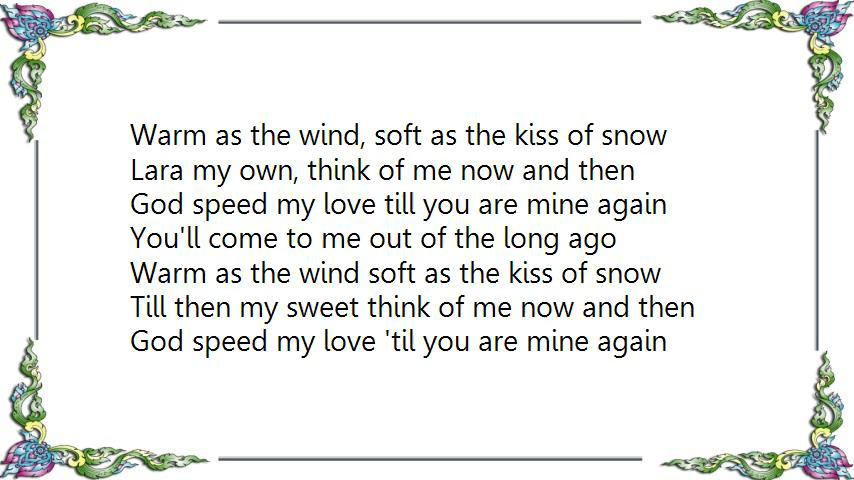 Warm as the wind, soft as the kiss of snow
Lara my own, think of me now and then
God speed my love till you are mine again
You'll come to me out of the long ago
Warm as the wind soft as the kiss of snow
Till then my sweet think of me now and then
God speed my love 'til you are mine again